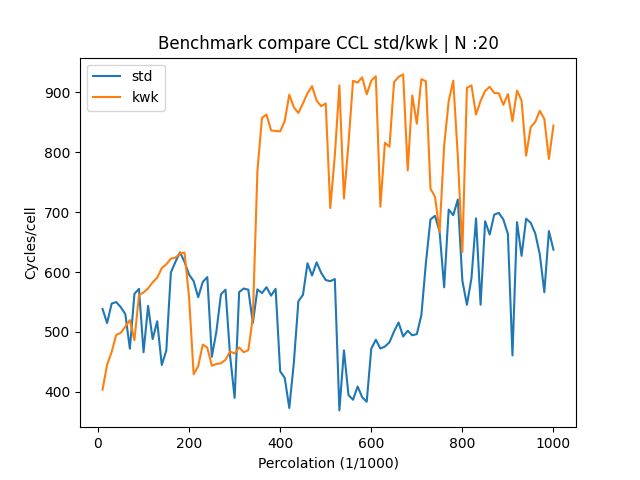 Benchmark compare CCL std/kwk | N :20
std
kwk
900
800
700
600
500
400
Cycles/cell
0 200 400 600 800 1000
Percolation (1/1000)